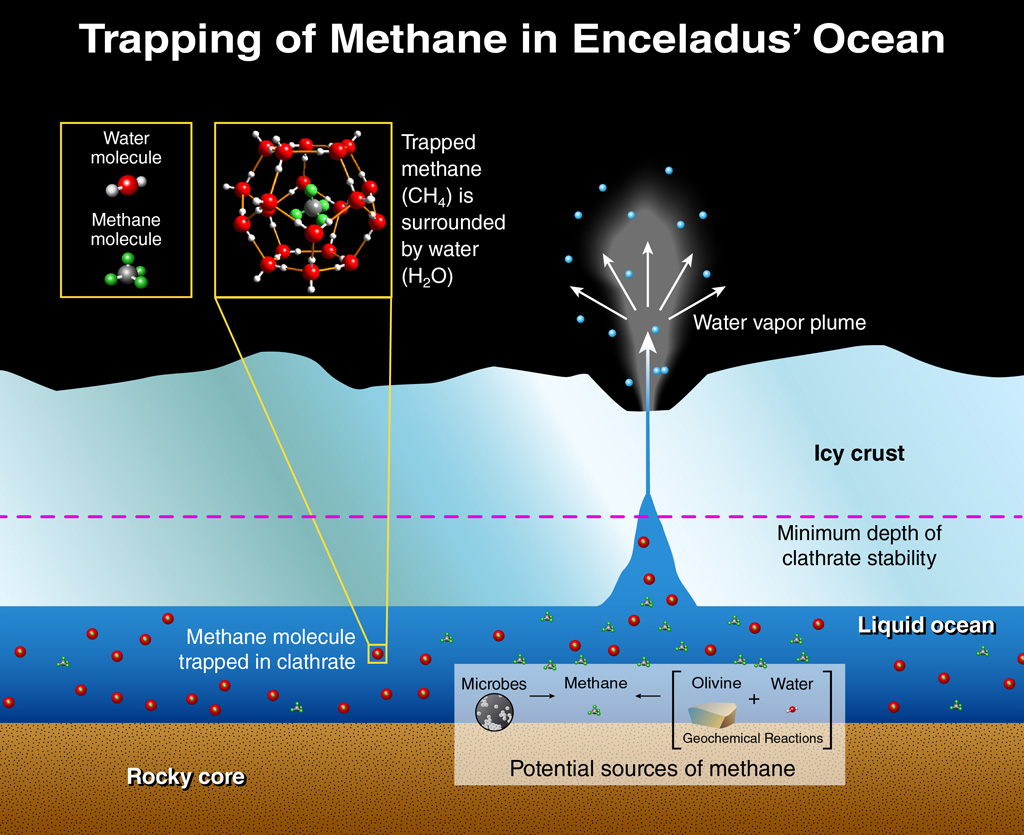 Trapping of Methane in Enceladus’ Ocean
Water
molecule
Methane
molecule
Trapped
methane
(CH₄) is
surrounded
by water
(H₂O)
Water vapor plume
Icy crust
Minimum depth of
clathrate stability
Liquid ocean
Methane molecule
trapped in clathrate
Microbes
Methane
Olivine
+
Water
Geochemical Reactions
Potential sources of methane
Rocky core